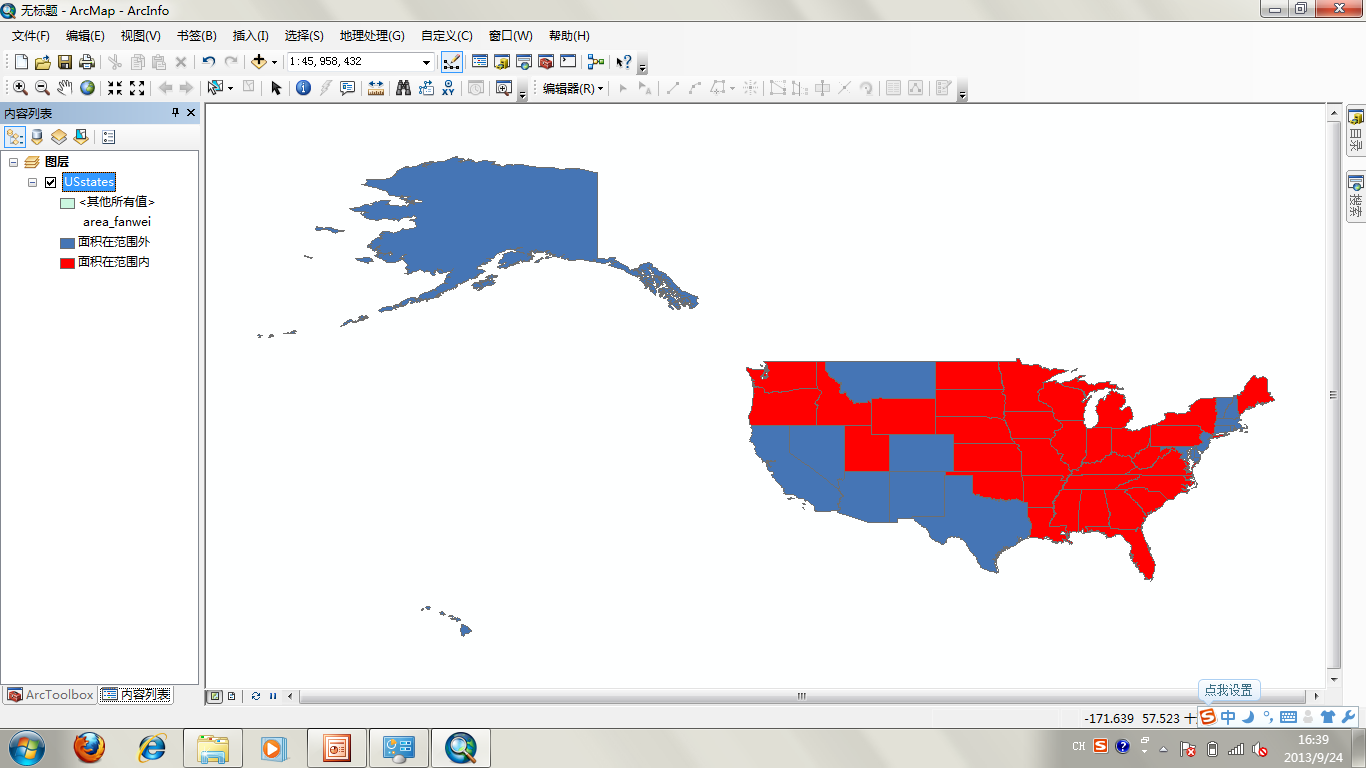 无标题 - ArcMap - ArcInfo
文件(F) 编辑(E) 视图(V) 书签(B) 插入(I) 选择(S) 地理处理(G) 自定义(C) 窗口(W) 帮助(H)
1:45,958,432
编辑器(R)
内容列表
图层
USstates
<其他所有值>
area_fanwei
面积在范围外
面积在范围内
目录
搜索
ArcToolbox 内容列表
点我设置
-171.639 57.523 十
中
CH
16:39
2013/9/24